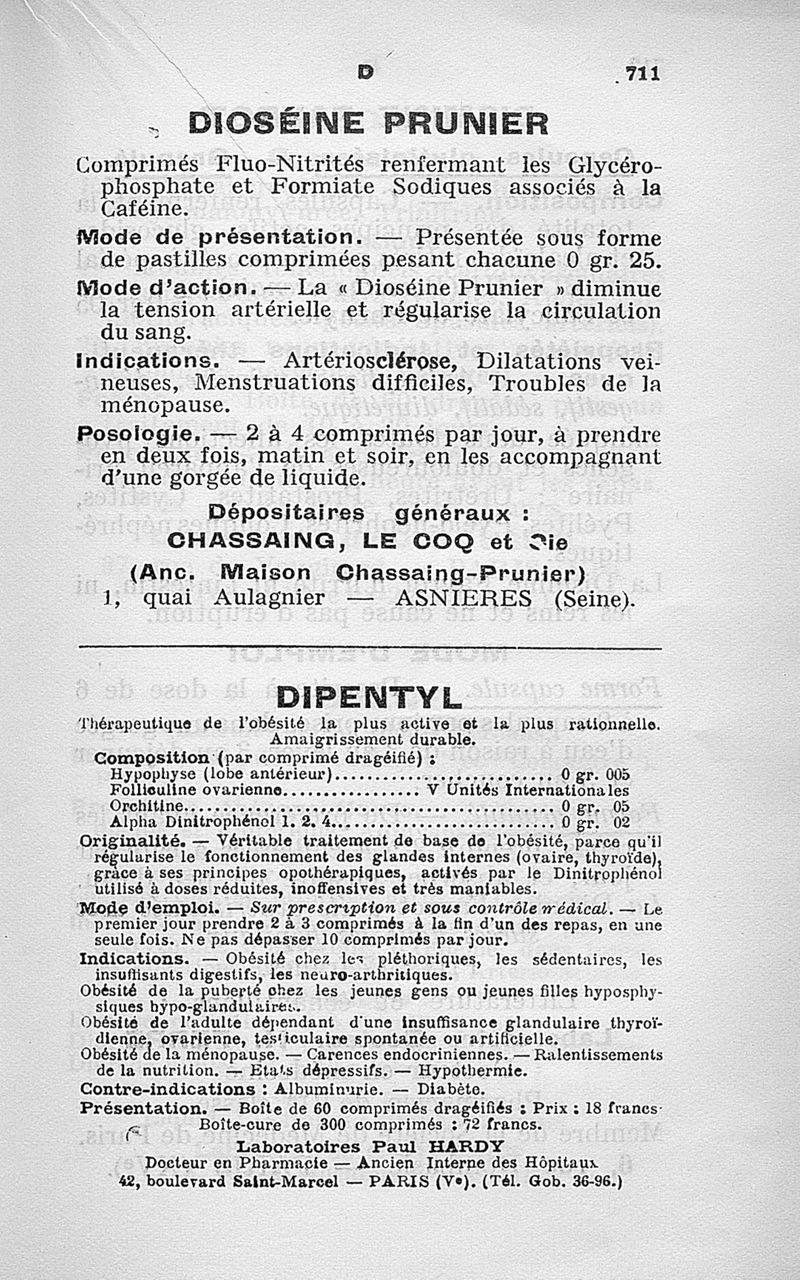 D
711
DIOSÉINE PRUNIER
Comprimés Fluo-Nitrités renfermant les Glycéro-
phosphate et Formiate Sodiques associés à la
Caféine.
Mode de présentation. — Présentée sous forme
de pastilles comprimées pesant chacune 0 gr. 25.
Mode d'action. — La « Dioséine Prunier » diminue
la tension artérielle et régularise la circulation
du sang.
Indications. — Artériosclérose, Dilatations vei-
neuses, Menstruations difficiles, Troubles de la
ménopause.
Posologie. — 2 à 4 comprimés par jour, à prendre
en deux fois, matin et soir, en les accompagnant
d'une gorgée de liquide.
Dépositaires généraux :
CHASSAING, LE COQ et Cie
(Anc. Maison Chassaing-Prunier)
1, quai Aulagnier — ASNIERES (Seine).
DIPENTYL
Thérapeutique de l'obésité la plus active et la plus rationnelle.
Amaigrissement durable.
Composition (par comprimé dragéifié) :
Hypophyse (lobe antérieur)........................... 0 gr. 005
Folliculine ovarienne................. V Unités Internationales
Orchitine.............................................. 0 gr. 05
Alpha Dinitrophénol 1. 2. 4............................ 0 gr. 02
Originalité. — Véritable traitement de base de l'obésité, parce qu'il
régularise le fonctionnement des glandes internes (ovaire, thyroïde),
grâce à ses principes opothérapiques, activés par le Dinitrophénol
utilisé à doses réduites, inoffensives et très maniables.
Mode d'emploi. — Sur prescription et sous contrôle médical. — Le
premier jour prendre 2 à 3 comprimés à la fin d'un des repas, en une
seule fois. Ne pas dépasser 10 comprimés par jour.
Indications. — Obésité chez les pléthoriques, les sédentaires, les
insuffisants digestifs, les neuro-arthritiques.
Obésité de la puberté chez les jeunes gens ou jeunes filles hyposphy-
siques hypo-glandulaires.
Obésité de l'adulte dépendant d'une insuffisance glandulaire thyroï-
dienne, ovarienne, testiculaire spontanée ou artificielle.
Obésité de la ménopause. — Carences endocriniennes. — Ralentissements
de la nutrition. — Etats dépressifs. — Hypothermie.
Contre-indications : Albuminurie. — Diabète.
Présentation. — Boîte de 60 comprimés dragéifiés : Prix : 18 francs.
Boîte-cure de 300 comprimés : 72 francs.
Laboratoires Paul HARDY
Docteur en Pharmacie — Ancien Interne des Hôpitaux
42, boulevard Saint-Marcel — PARIS (Ve). (Tél. Gob. 36-96.)